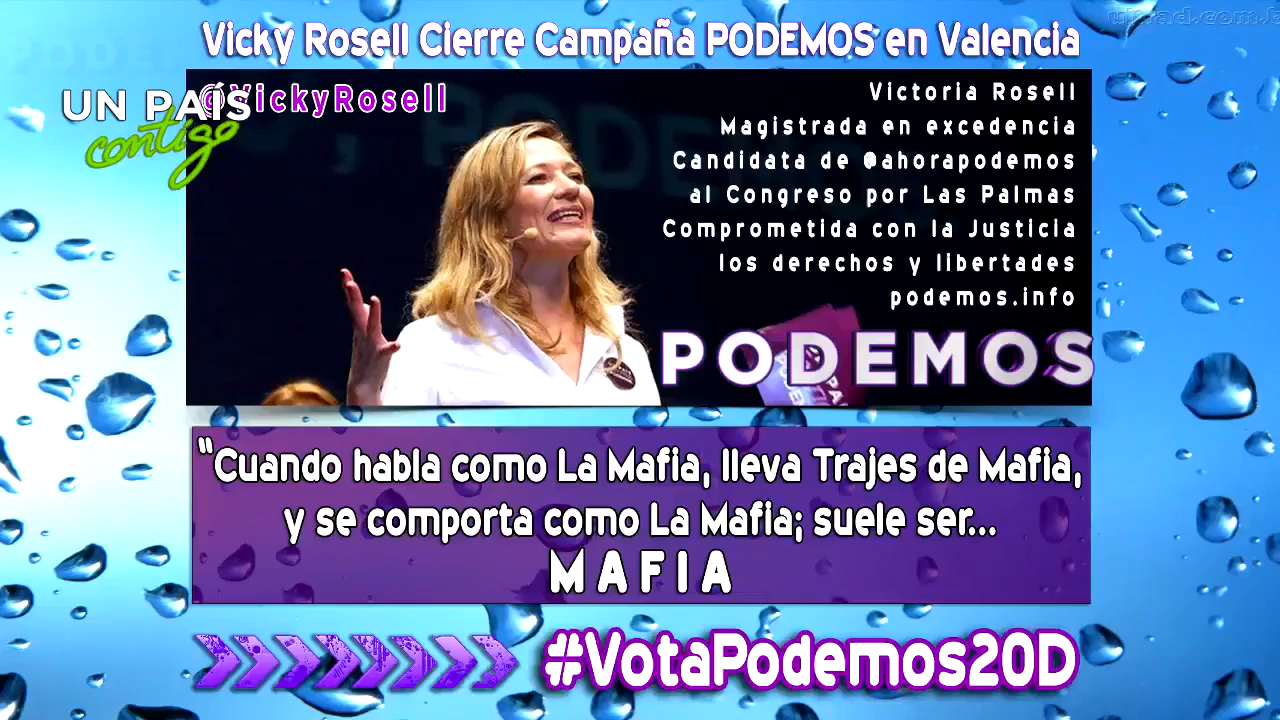 Vicky Rosell Cierre Campaña PODEMOS en Valencia
UN PAÍS
contigo
@VickyRosell
Victoria Rosell
Magistrada en excedencia
Candidata de @ahorapodemos
al Congreso por Las Palmas
Comprometida con la Justicia
los derechos y libertades
podemos.info
PODEMOS
“Cuando habla como La Mafia, lleva Trajes de Mafia,
y se comporta como La Mafia; suele ser...
MAFIA
#VotaPodemos20D